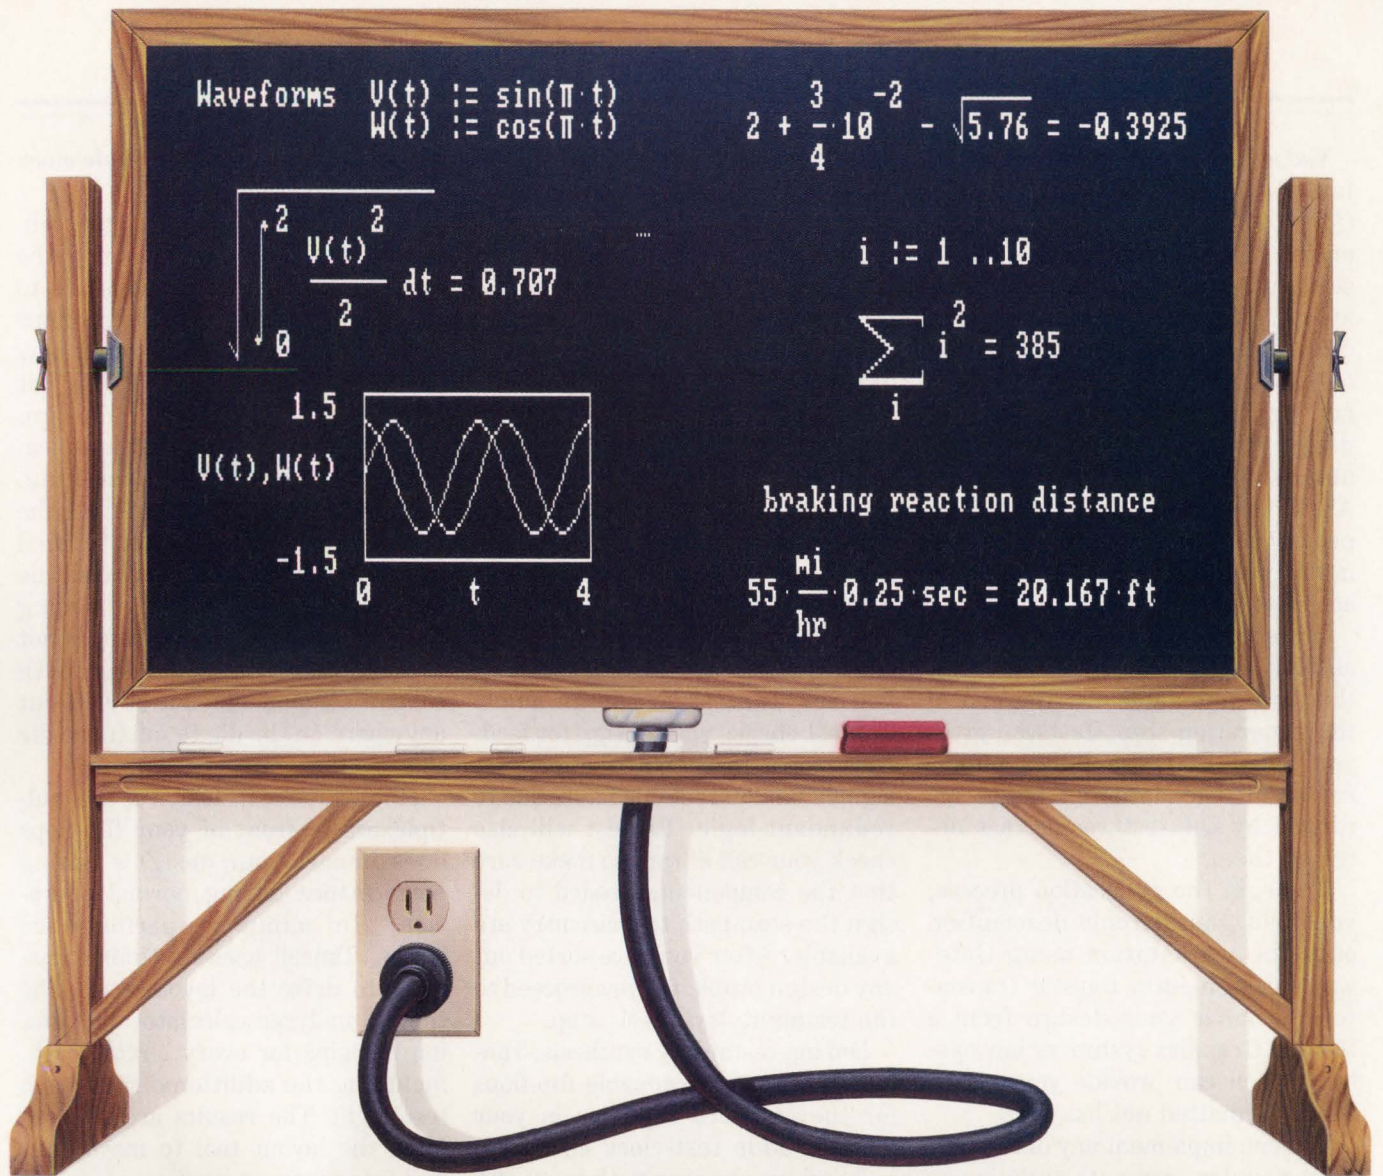 Waveforms V(t) := sin(π·t)
W(t) := cos(π·t)
√ ∫₀² V(t)²/2 dt = 0.707
1.5
V(t),W(t)
-1.5
0 t 4
2 + 3/4·10⁻² - √5.76 = -0.3925
i := 1 ..10
∑ᵢ i² = 385
braking reaction distance
55·mi/hr·0.25·sec = 20.167·ft